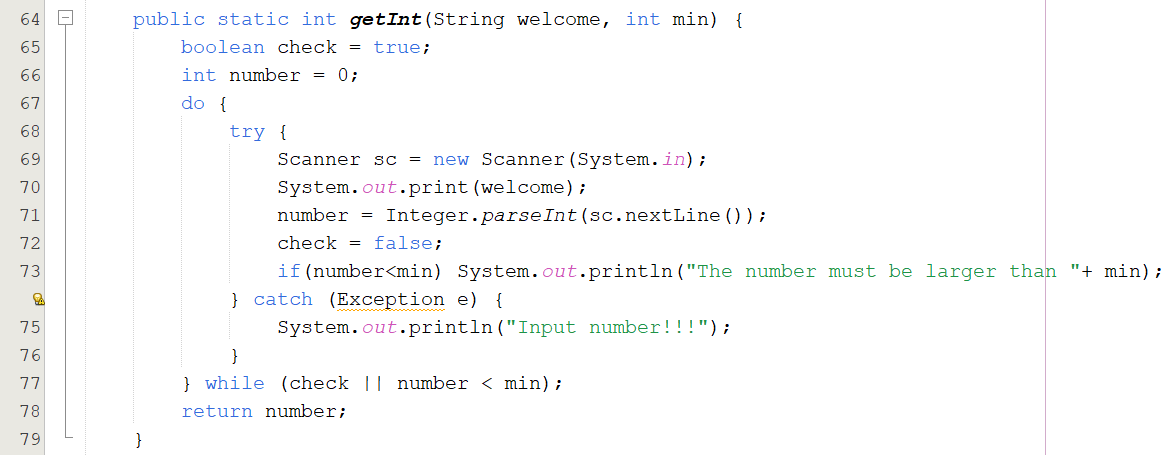 64 public static int getInt(String welcome, int min) {
65 boolean check = true;
66 int number = 0;
67 do {
68 try {
69 Scanner sc = new Scanner(System.in);
70 System.out.print(welcome);
71 number = Integer.parseInt(sc.nextLine());
72 check = false;
73 if(number<min) System.out.println("The number must be larger than "+ min);
} catch (Exception e) {
75 System.out.println("Input number!!!");
76 }
77 } while (check || number < min);
78 return number;
79 }